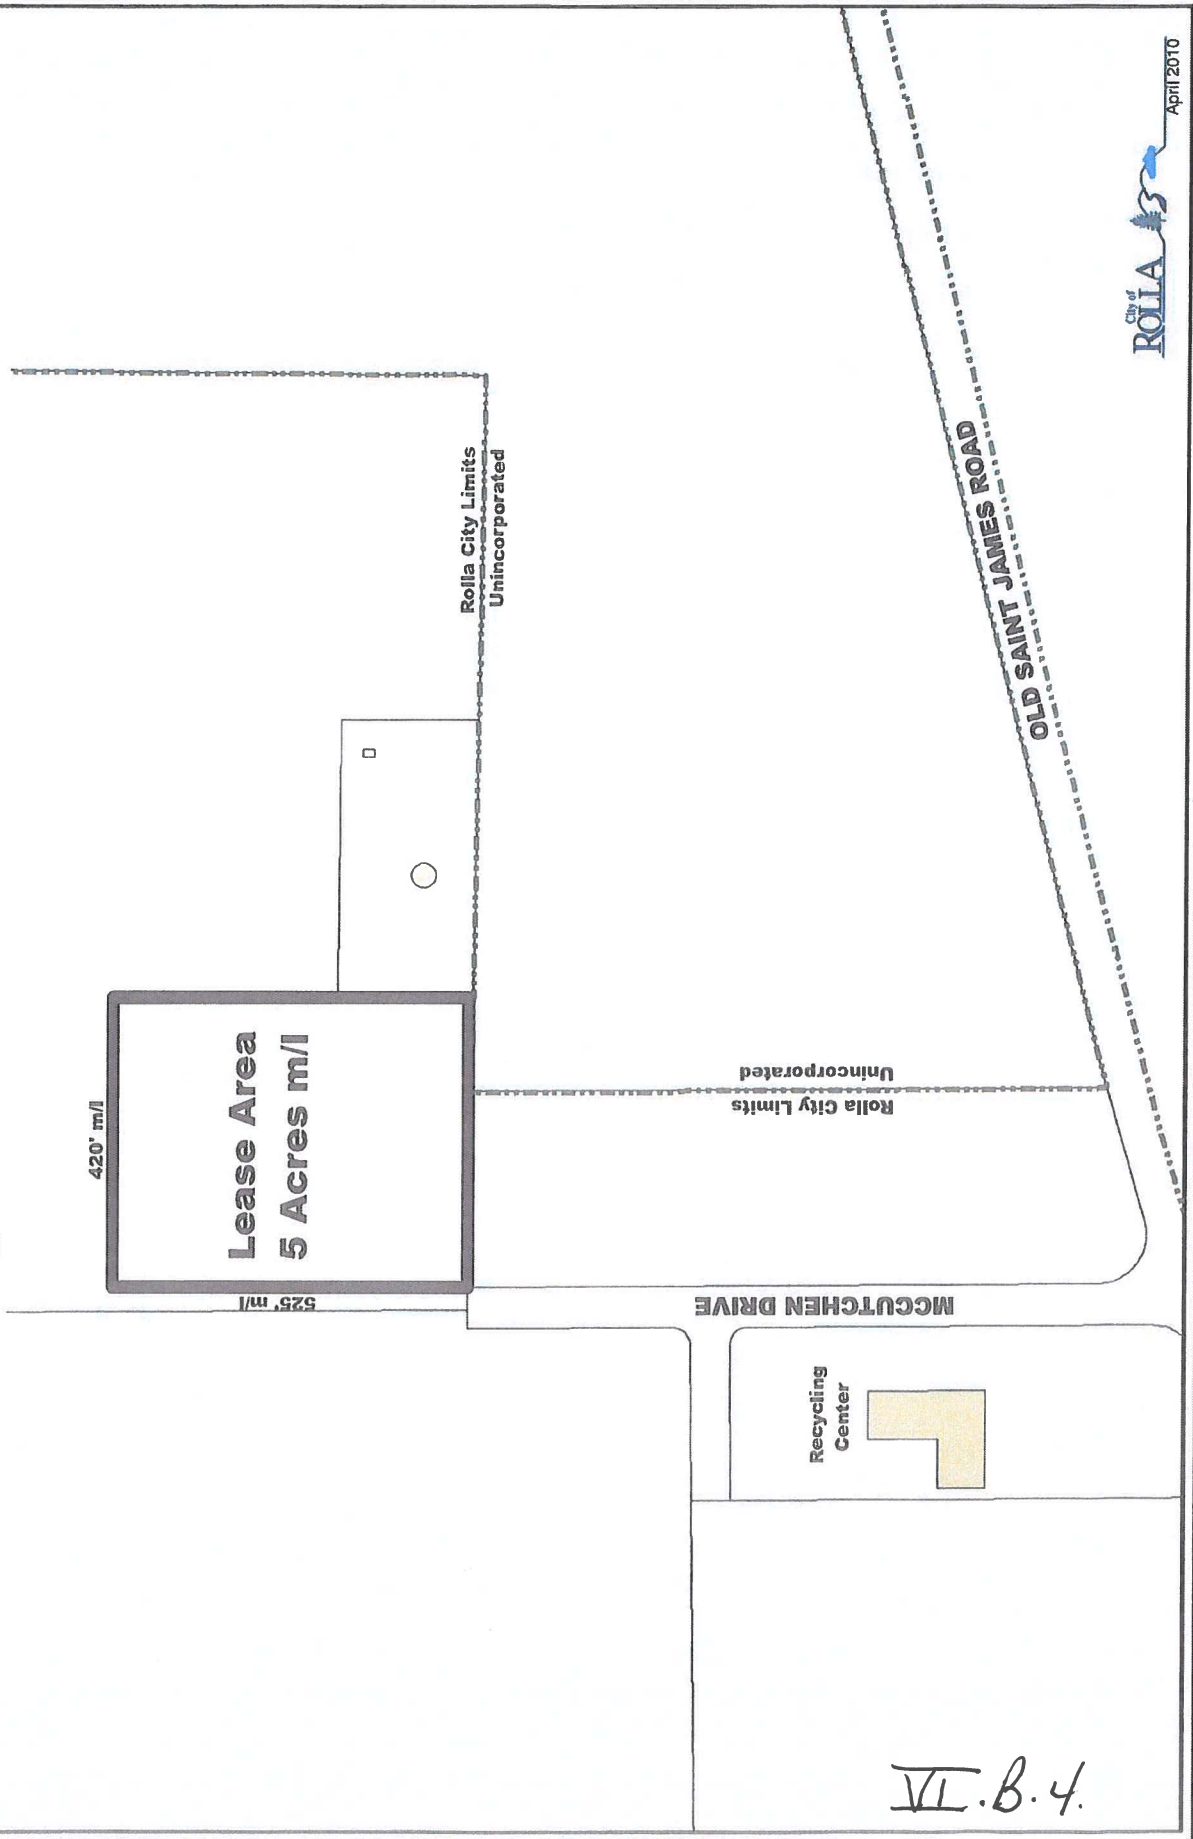 420' m/l
Lease Area
5 Acres m/l
525' m/l
Rolla City Limits
Unincorporated
Unincorporated
Rolla City Limits
MCCUTCHEN DRIVE
OLD SAINT JAMES ROAD
Recycling
Center
City of
ROLLA
April 2010
VI.B.4.